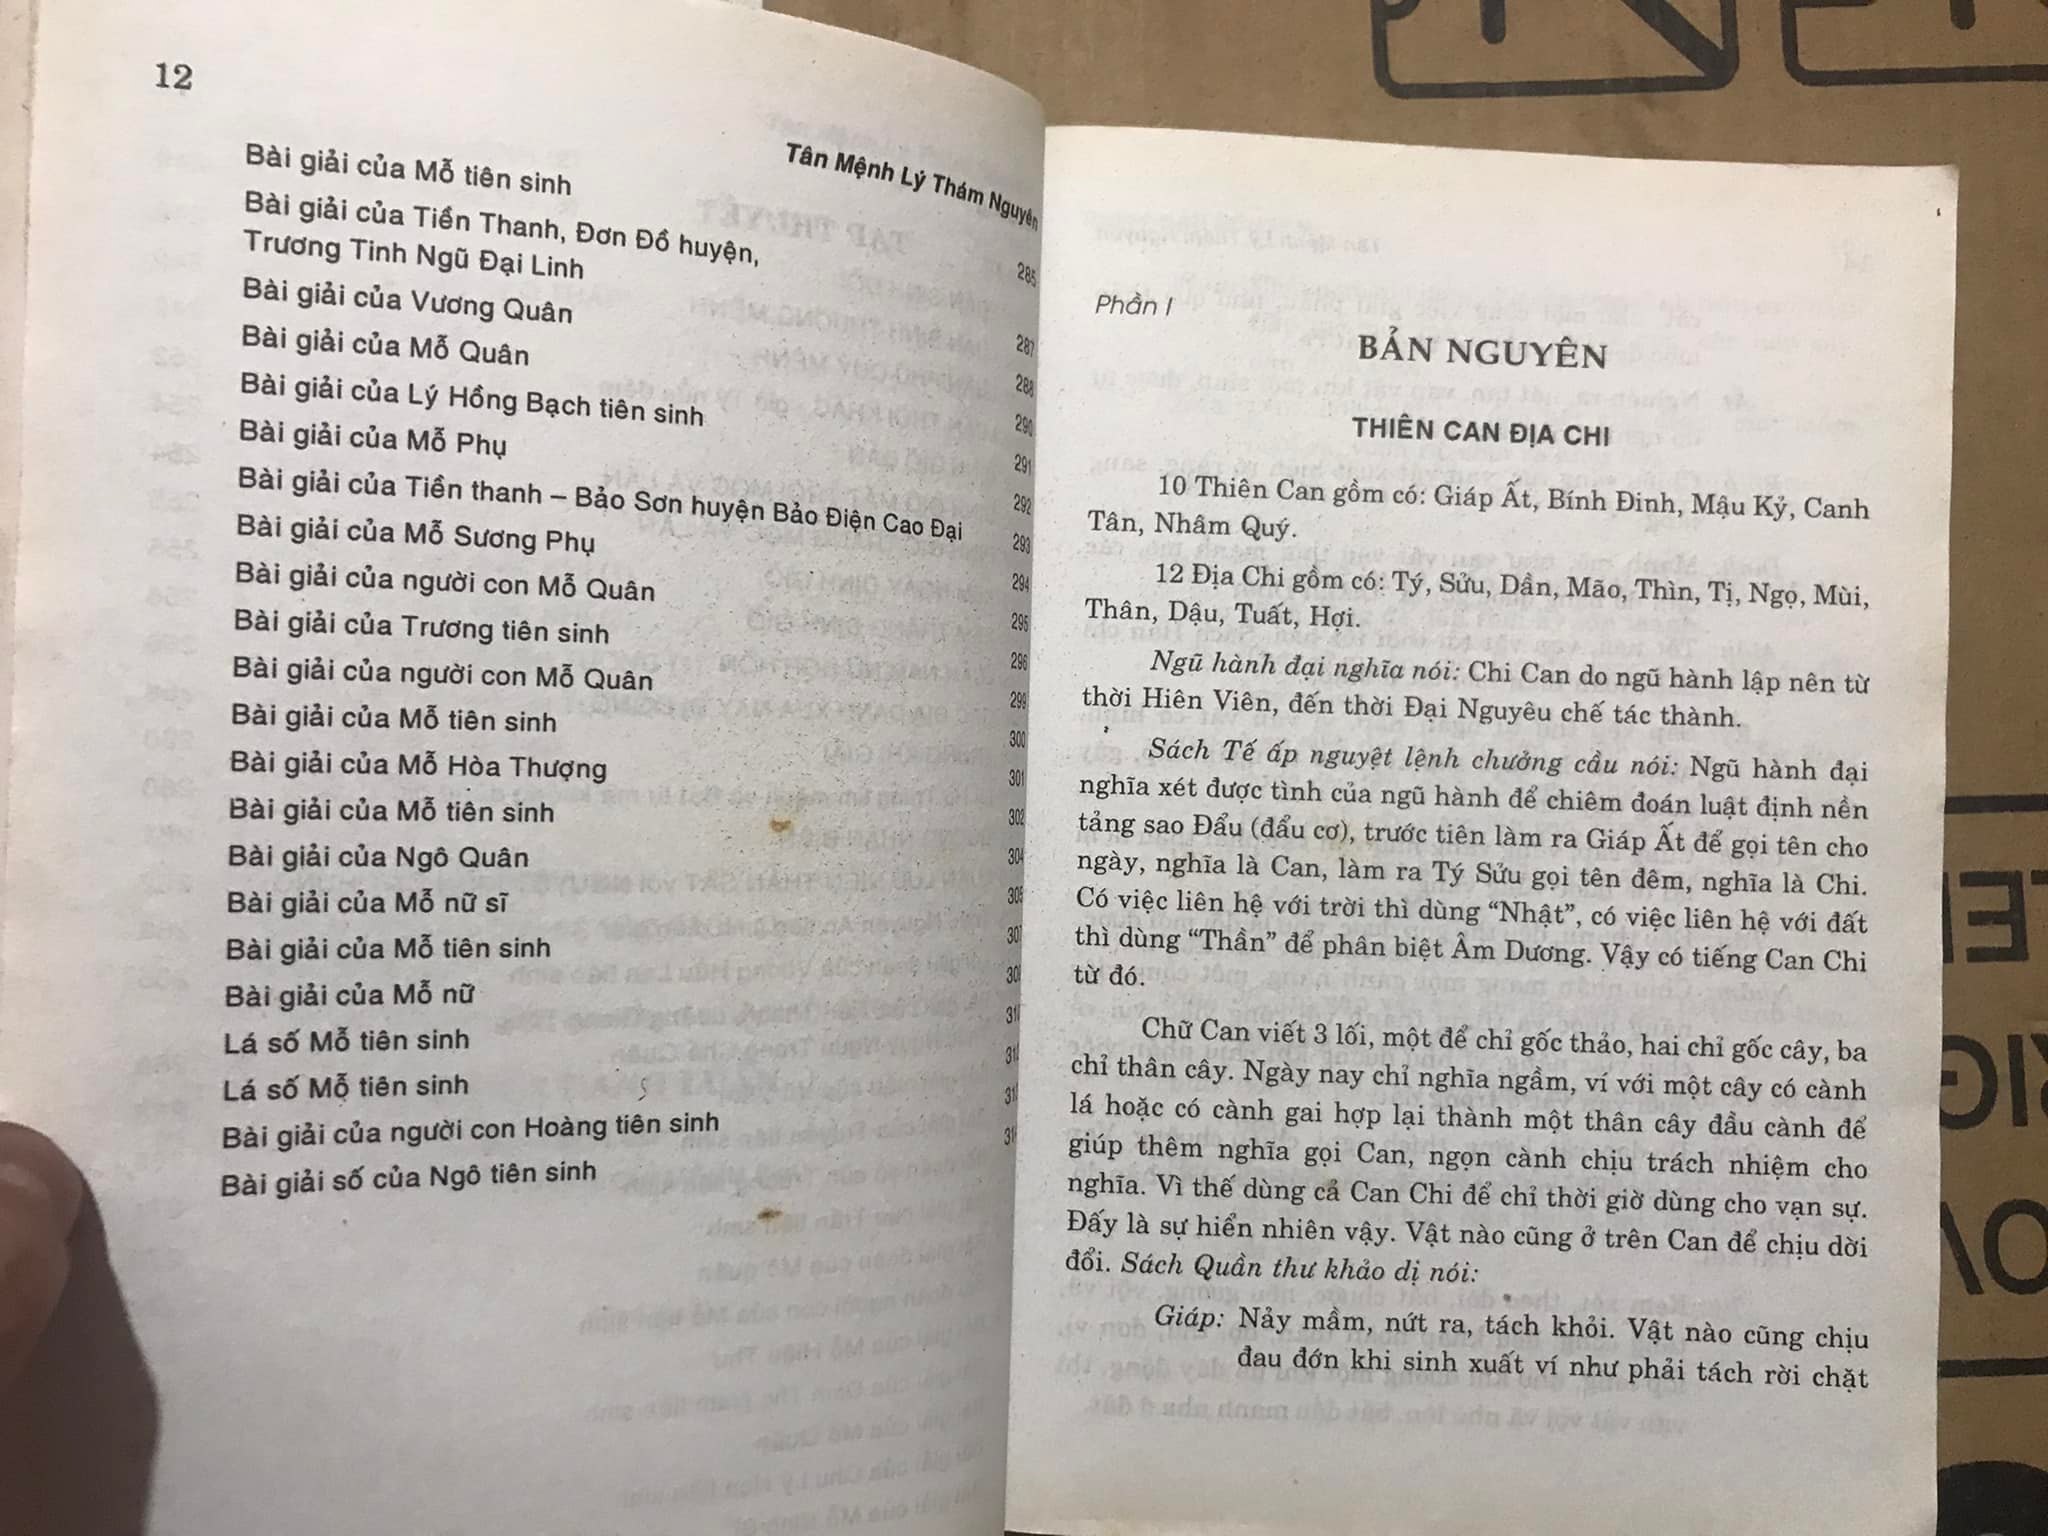 12
Tân Mệnh Lý Thám Nguyên
Bài giải của Mỗ tiên sinh 285
Bài giải của Tiền Thanh, Đơn Đồ huyện,
Trương Tinh Ngũ Đại Linh 287
Bài giải của Vương Quân 288
Bài giải của Mỗ Quân 290
Bài giải của Lý Hồng Bạch tiên sinh 291
Bài giải của Mỗ Phụ 292
Bài giải của Tiền thanh – Bảo Sơn huyện Bảo Điện Cao Đại 293
Bài giải của Mỗ Sương Phụ 294
Bài giải của người con Mỗ Quân 295
Bài giải của Trương tiên sinh 296
Bài giải của người con Mỗ Quân 299
Bài giải của Mỗ tiên sinh 300
Bài giải của Mỗ Hòa Thượng 301
Bài giải của Mỗ tiên sinh 302
Bài giải của Ngô Quân 304
Bài giải của Mỗ nữ sĩ 305
Bài giải của Mỗ tiên sinh 307
Bài giải của Mỗ nữ
Lá số Mỗ tiên sinh
Lá số Mỗ tiên sinh
Bài giải của người con Hoàng tiên sinh
Bài giải số của Ngô tiên sinh
Phần I
BẢN NGUYÊN
THIÊN CAN ĐỊA CHI
10 Thiên Can gồm có: Giáp Ất, Bính Đinh, Mậu Kỷ, Canh
Tân, Nhâm Quý.
12 Địa Chi gồm có: Tý, Sửu, Dần, Mão, Thìn, Tị, Ngọ, Mùi,
Thân, Dậu, Tuất, Hợi.
Ngũ hành đại nghĩa nói: Chi Can do ngũ hành lập nên từ
thời Hiên Viên, đến thời Đại Nguyêu chế tác thành.
Sách Tế ấp nguyệt lệnh chưởng cầu nói: Ngũ hành đại
nghĩa xét được tình của ngũ hành để chiêm đoán luật định nền
tảng sao Đẩu (đẩu cơ), trước tiên làm ra Giáp Ất để gọi tên cho
ngày, nghĩa là Can, làm ra Tý Sửu gọi tên đêm, nghĩa là Chi.
Có việc liên hệ với trời thì dùng “Nhật”, có việc liên hệ với đất
thì dùng “Thần” để phân biệt Âm Dương. Vậy có tiếng Can Chi
từ đó.
Chữ Can viết 3 lối, một để chỉ gốc thảo, hai chỉ gốc cây, ba
chỉ thân cây. Ngày nay chỉ nghĩa ngầm, ví với một cây có cành
lá hoặc có cành gai hợp lại thành một thân cây đầu cành để
giúp thêm nghĩa gọi Can, ngọn cành chịu trách nhiệm cho
nghĩa. Vì thế dùng cả Can Chi để chỉ thời giờ dùng cho vạn sự.
Đấy là sự hiển nhiên vậy. Vật nào cũng ở trên Can để chịu dời
đổi. Sách Quần thư khảo dị nói:
Giáp: Nảy mầm, nứt ra, tách khỏi. Vật nào cũng chịu
đau đớn khi sinh xuất ví như phải tách rời chặt